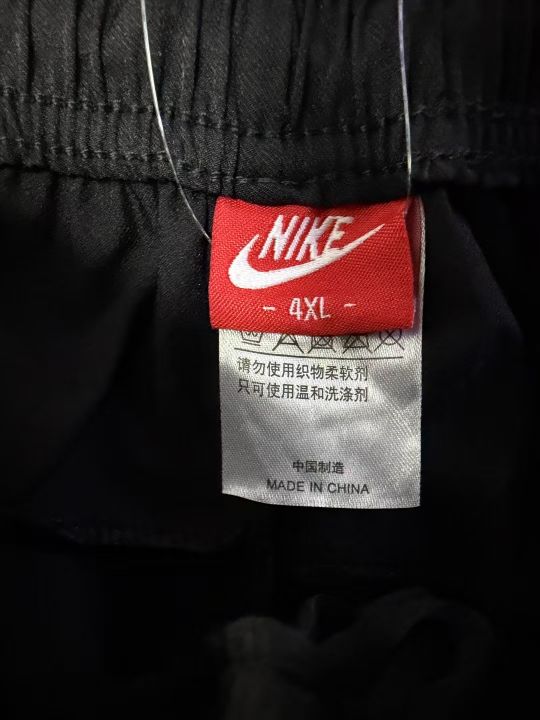 NIKE
- 4XL -
请勿使用织物柔软剂
只可使用温和洗涤剂
中国制造
MADE IN CHINA